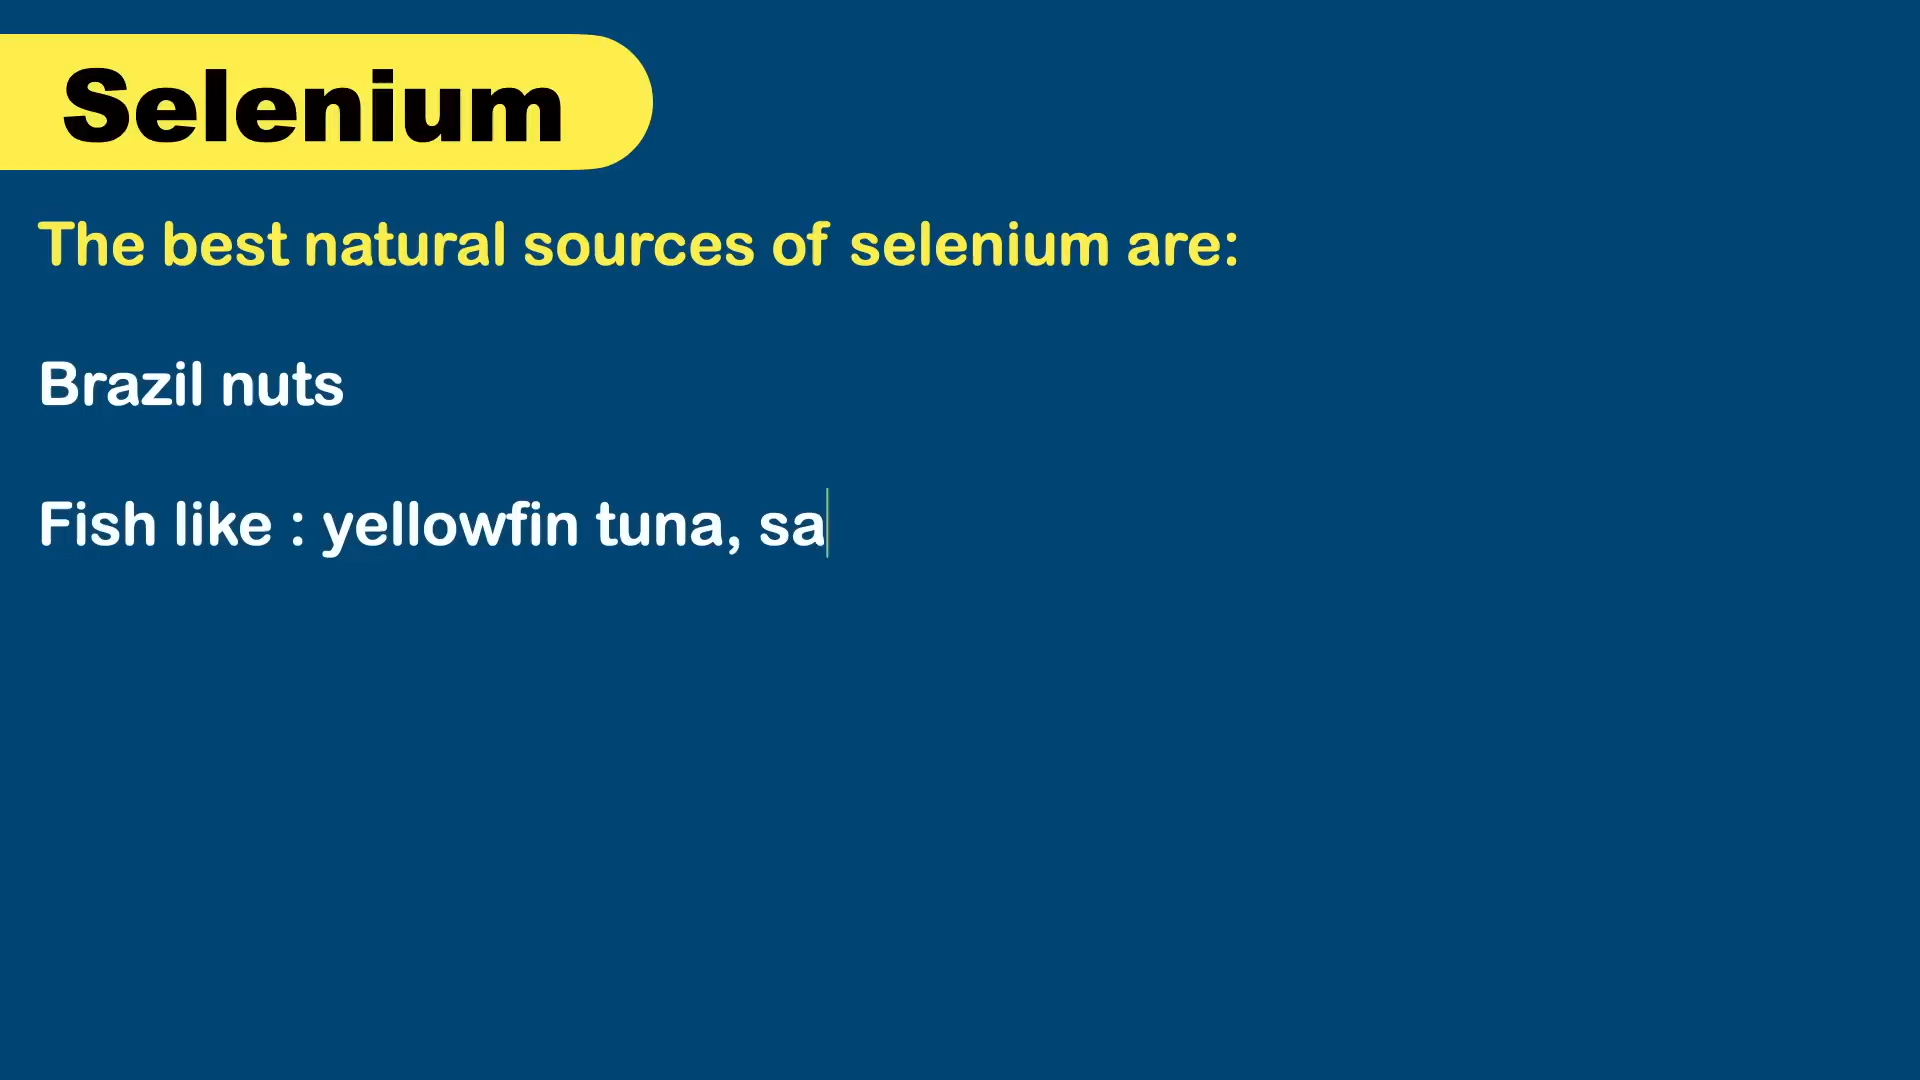 Selenium
The best natural sources of selenium are:
Brazil nuts
Fish like : yellowfin tuna, sa